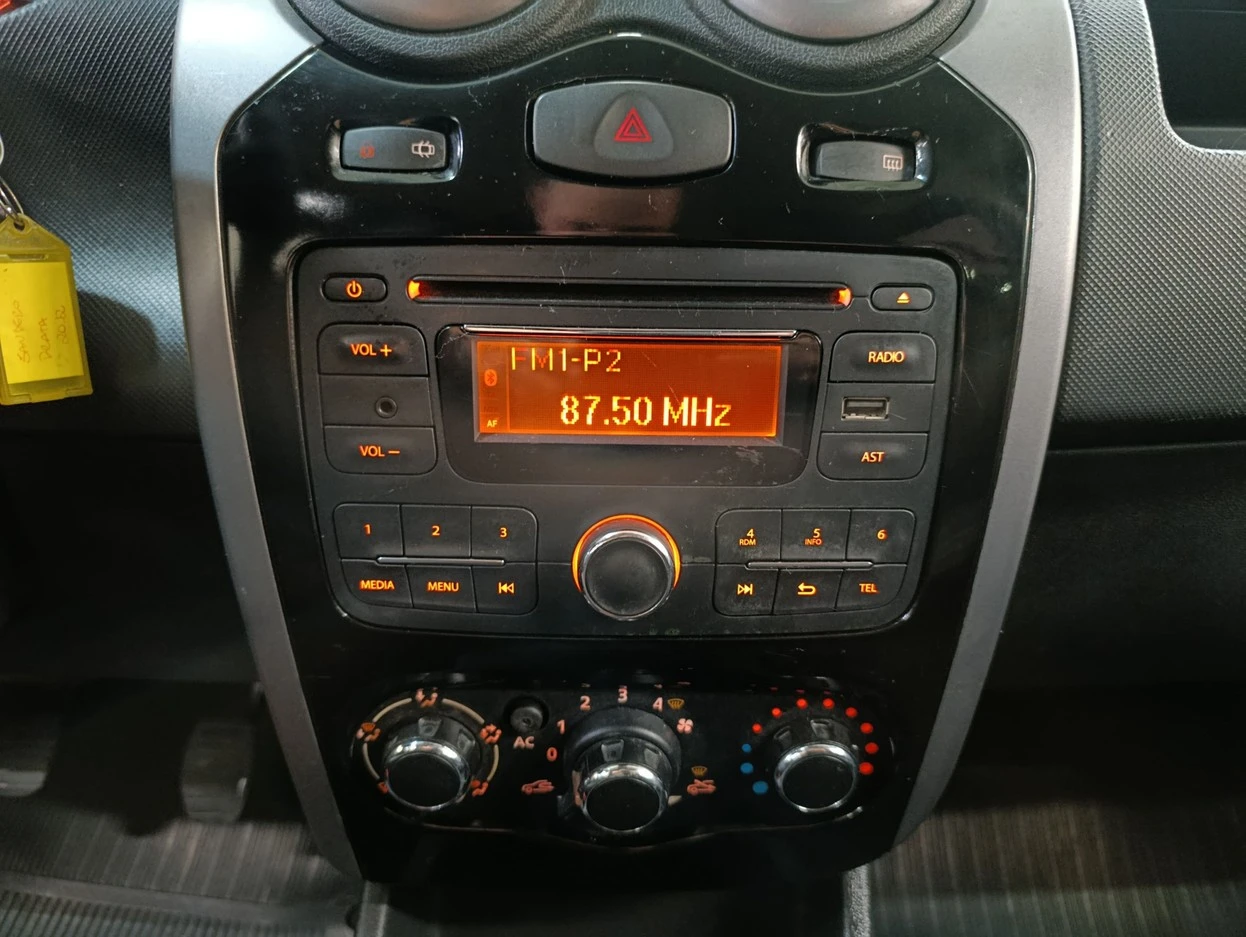 VOL +
FM1-P2
RADIO
87.50 MHz
AF
VOL –
AST
1
2
3
4
RDM
5
INFO
6
MEDIA
MENU
TEL
0
1
2
3
4
AC